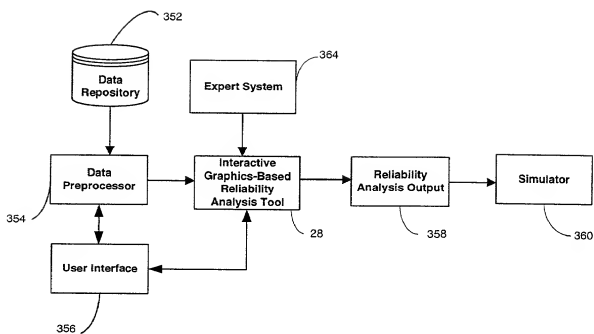 352
364
Data
Repository
Expert System
Data
Preprocessor
Interactive
Graphics-Based
Reliability
Analysis Tool
Reliability
Analysis Output
Simulator
354
28
358
360
User Interface
356